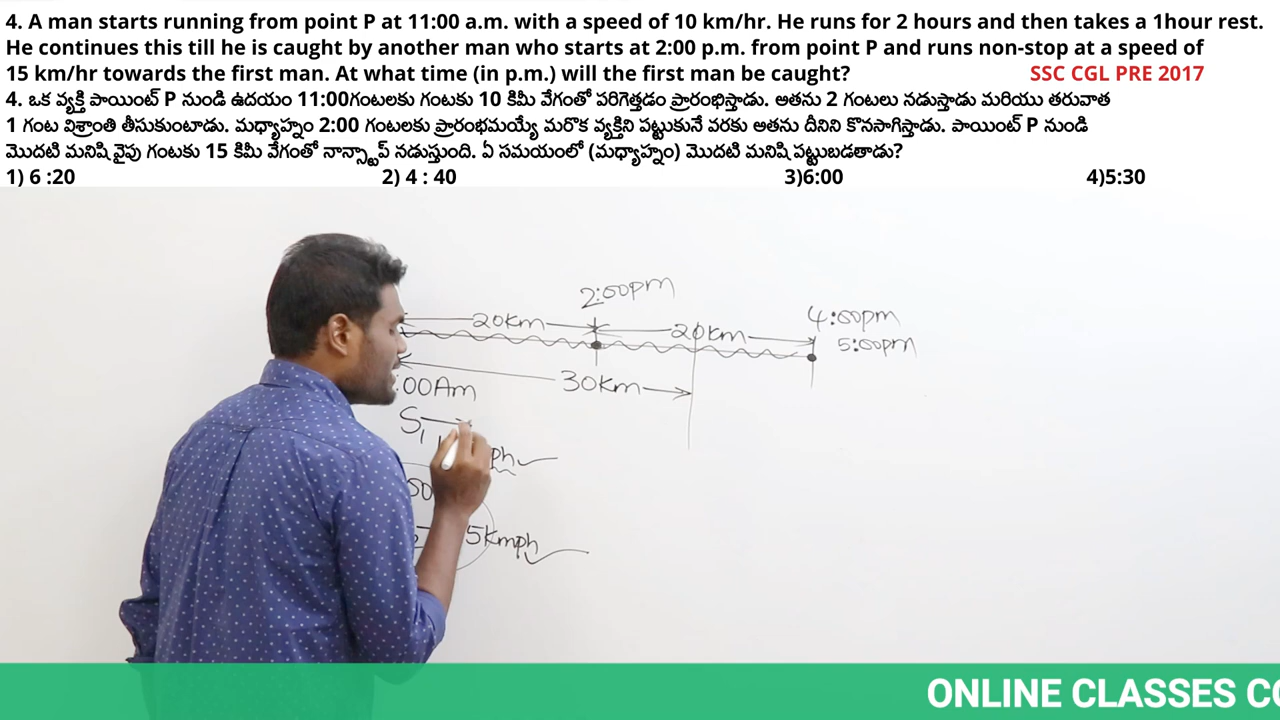 4. A man starts running from point P at 11:00 a.m. with a speed of 10 km/hr. He runs for 2 hours and then takes a 1hour rest.
He continues this till he is caught by another man who starts at 2:00 p.m. from point P and runs non-stop at a speed of
15 km/hr towards the first man. At what time (in p.m.) will the first man be caught? SSC CGL PRE 2017
4. ఒక వ్యక్తి పాయింట్ P నుండి ఉదయం 11:00గంటలకు గంటకు 10 కిమీ వేగంతో పరిగెత్తడం ప్రారంభిస్తాడు. అతను 2 గంటలు నడుస్తాడు మరియు తరువాత
1 గంట విశ్రాంతి తీసుకుంటాడు. మధ్యాహ్నం 2:00 గంటలకు ప్రారంభమయ్యే మరొక వ్యక్తిని పట్టుకునే వరకు అతను దీనిని కొనసాగిస్తాడు. పాయింట్ P నుండి
మొదటి మనిషి వైపు గంటకు 15 కిమీ వేగంతో నాన్స్టాప్ నడుస్తుంది. ఏ సమయంలో (మధ్యాహ్నం) మొదటి మనిషి పట్టుబడతాడు?
1) 6 :20 2) 4 : 40 3)6:00 4)5:30
2:00pm
20km 20km 4:00pm
5:00pm
30km
:00Am
S1
ph
5kmph
ONLINE CLASSES